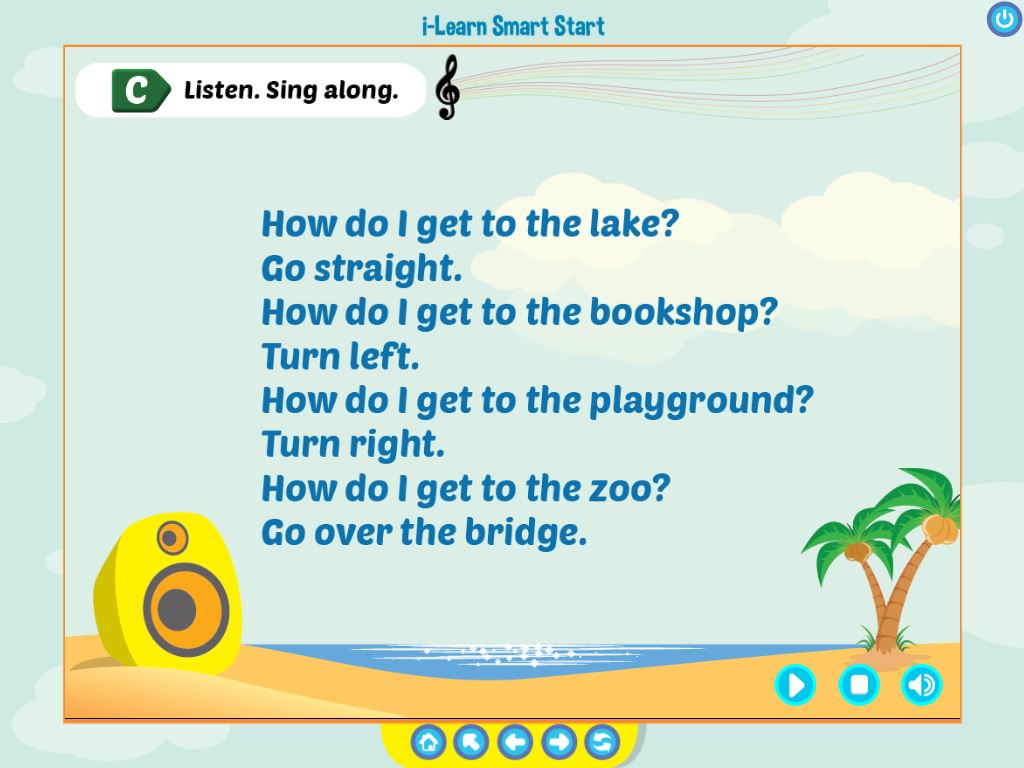 i-Learn Smart Start
C Listen. Sing along.
How do I get to the lake?
Go straight.
How do I get to the bookshop?
Turn left.
How do I get to the playground?
Turn right.
How do I get to the zoo?
Go over the bridge.